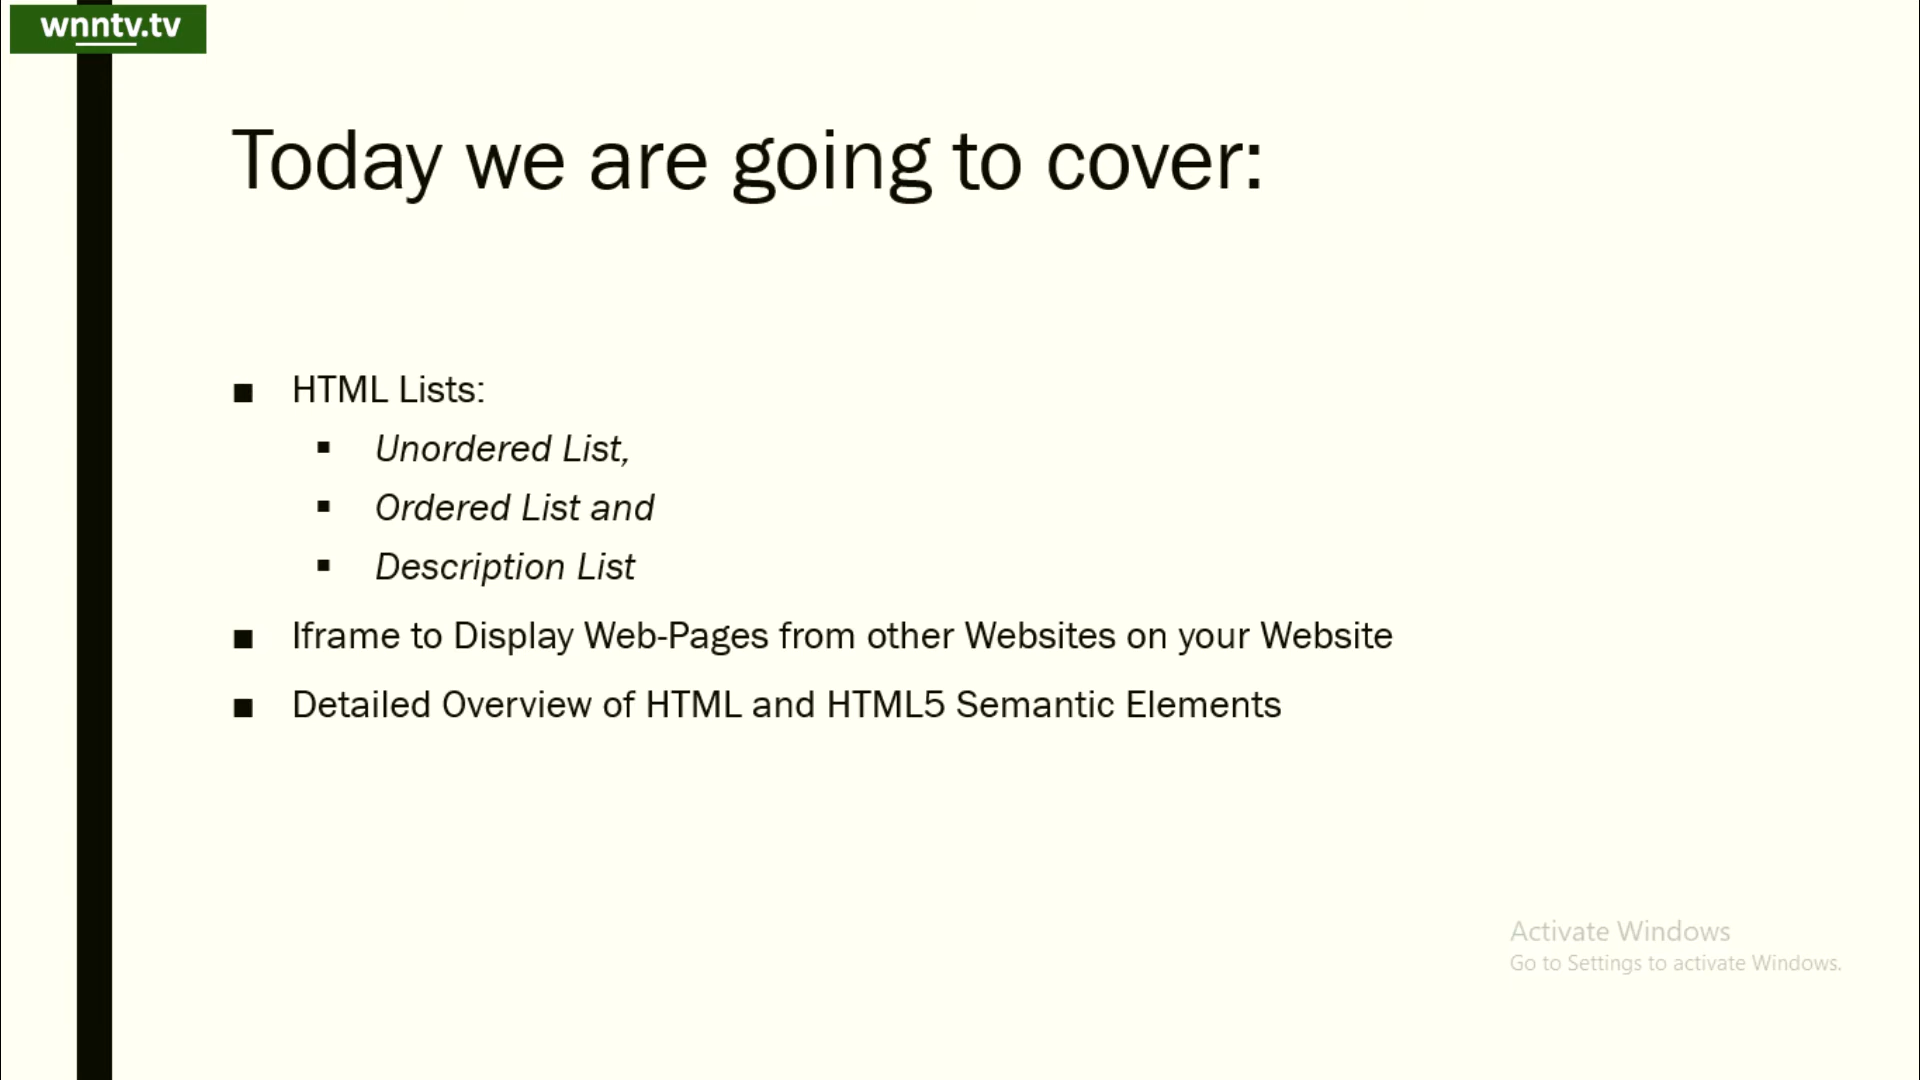 wnntv.tv
Today we are going to cover:
■ HTML Lists:
▪ Unordered List,
▪ Ordered List and
▪ Description List
■ Iframe to Display Web-Pages from other Websites on your Website
■ Detailed Overview of HTML and HTML5 Semantic Elements
Activate Windows
Go to Settings to activate Windows.